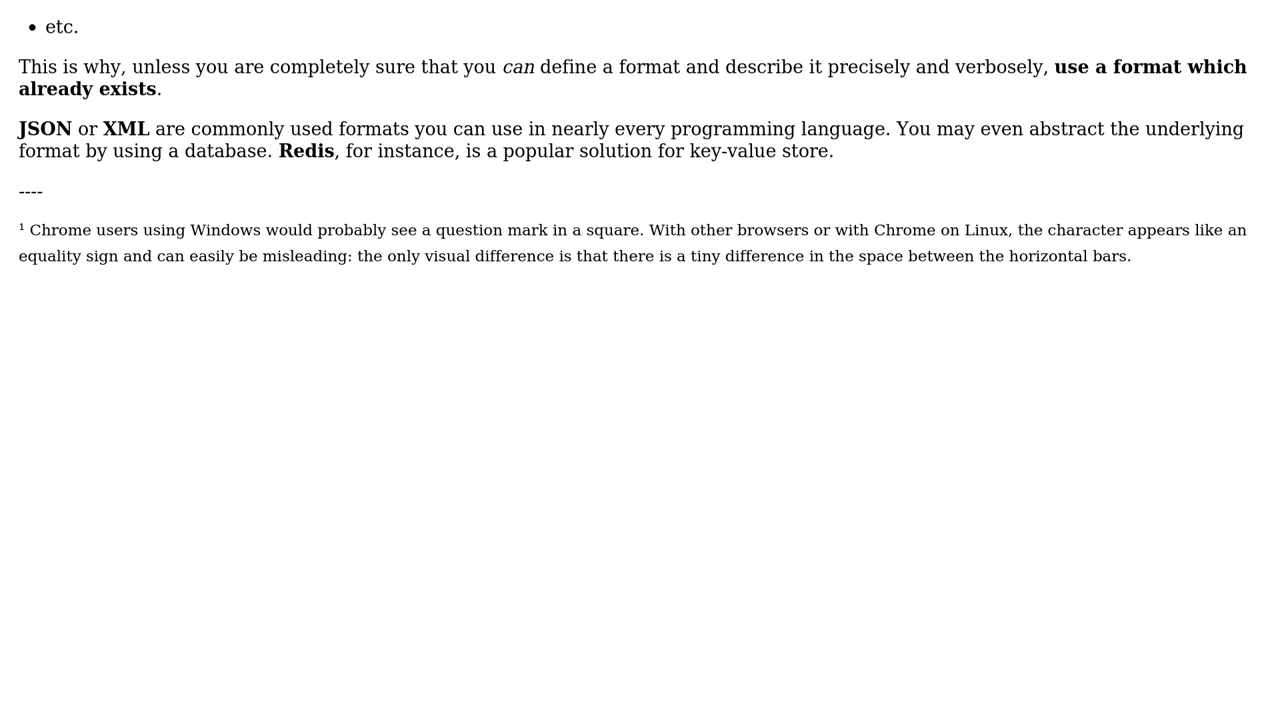 • etc.
This is why, unless you are completely sure that you can define a format and describe it precisely and verbosely, use a format which
already exists.
JSON or XML are commonly used formats you can use in nearly every programming language. You may even abstract the underlying
format by using a database. Redis, for instance, is a popular solution for key-value store.
----
¹ Chrome users using Windows would probably see a question mark in a square. With other browsers or with Chrome on Linux, the character appears like an
equality sign and can easily be misleading: the only visual difference is that there is a tiny difference in the space between the horizontal bars.